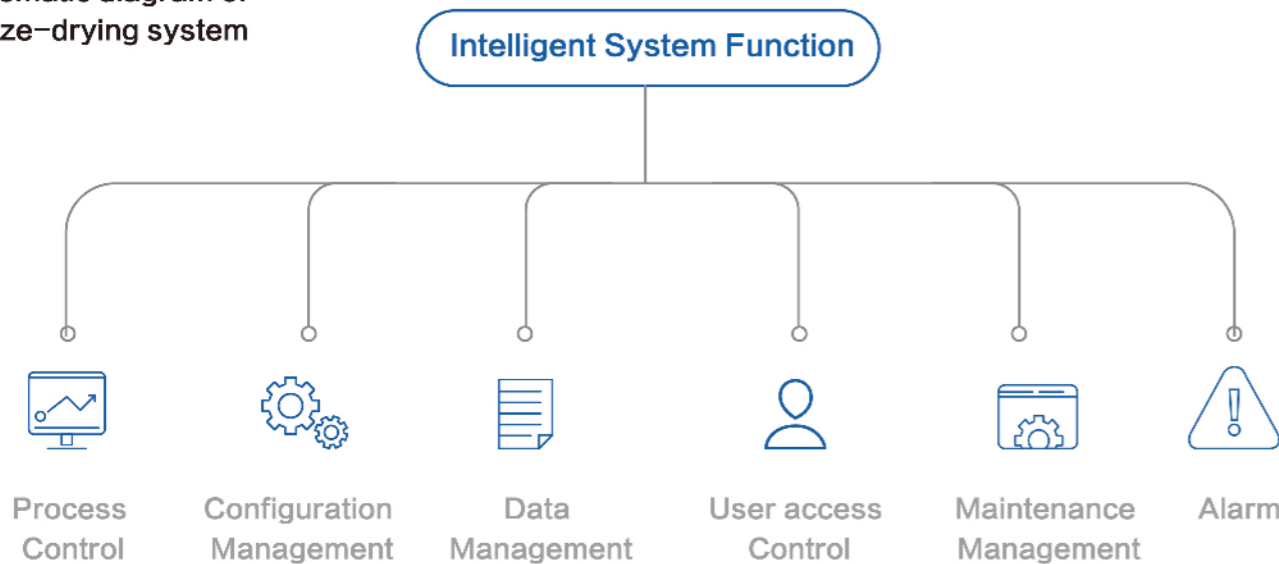 ze-drying system
Intelligent System Function
Process
Control
Configuration
Management
Data
Management
User access
Control
Maintenance
Management
Alarm